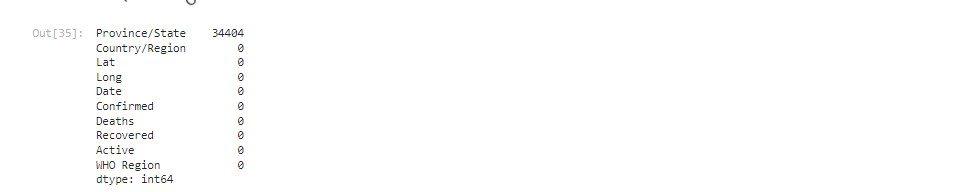 Out[35]: Province/State 34404
Country/Region 0
Lat 0
Long 0
Date 0
Confirmed 0
Deaths 0
Recovered 0
Active 0
WHO Region 0
dtype: int64